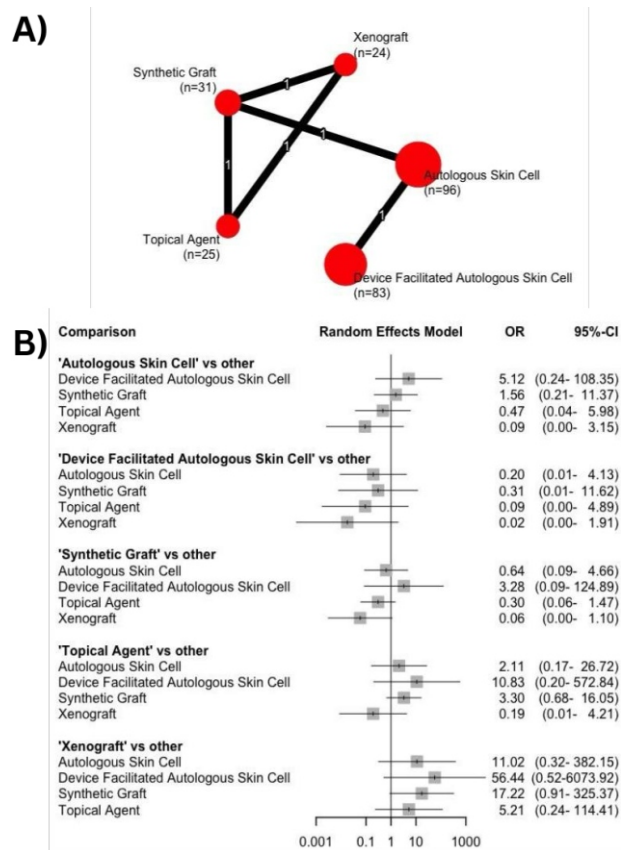 A)
Xenograft
(n=24)
Synthetic Graft
(n=31)
1
1
1
1
Autologous Skin Cell
(n=96)
1
Topical Agent
(n=25)
Device Facilitated Autologous Skin Cell
(n=83)
B)
Comparison Random Effects Model OR 95%-CI
'Autologous Skin Cell' vs other
Device Facilitated Autologous Skin Cell 5.12 (0.24- 108.35)
Synthetic Graft 1.56 (0.21- 11.37)
Topical Agent 0.47 (0.04- 5.98)
Xenograft 0.09 (0.00- 3.15)
'Device Facilitated Autologous Skin Cell' vs other
Autologous Skin Cell 0.20 (0.01- 4.13)
Synthetic Graft 0.31 (0.01- 11.62)
Topical Agent 0.09 (0.00- 4.89)
Xenograft 0.02 (0.00- 1.91)
'Synthetic Graft' vs other
Autologous Skin Cell 0.64 (0.09- 4.66)
Device Facilitated Autologous Skin Cell 3.28 (0.09- 124.89)
Topical Agent 0.30 (0.06- 1.47)
Xenograft 0.06 (0.00- 1.10)
'Topical Agent' vs other
Autologous Skin Cell 2.11 (0.17- 26.72)
Device Facilitated Autologous Skin Cell 10.83 (0.20- 572.84)
Synthetic Graft 3.30 (0.68- 16.05)
Xenograft 0.19 (0.01- 4.21)
'Xenograft' vs other
Autologous Skin Cell 11.02 (0.32- 382.15)
Device Facilitated Autologous Skin Cell 56.44 (0.52-6073.92)
Synthetic Graft 17.22 (0.91- 325.37)
Topical Agent 5.21 (0.24- 114.41)
0.001 0.1 1 10 1000